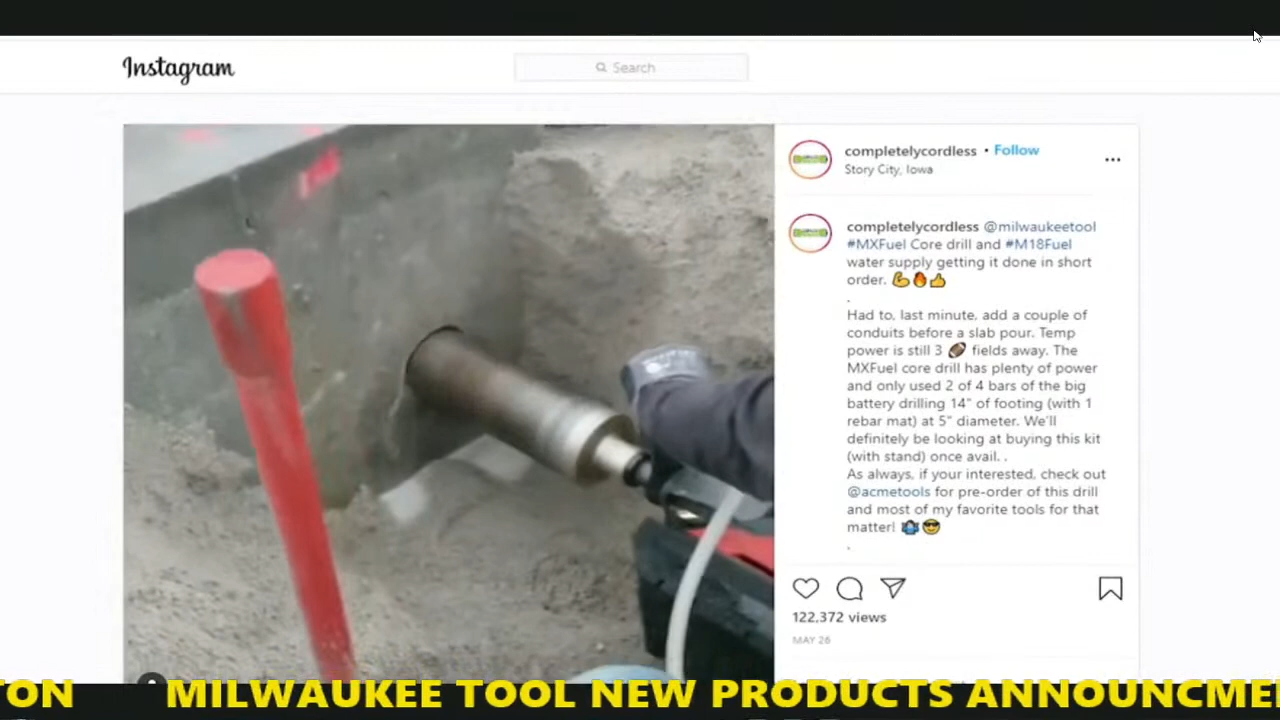 Instagram
Search
completelycordless • Follow
Story City, Iowa
completelycordless @milwaukeetool
#MXFuel Core drill and #M18Fuel
water supply getting it done in short
order. 💪🔥👍
.
Had to, last minute, add a couple of
conduits before a slab pour. Temp
power is still 3 🏈 fields away. The
MXFuel core drill has plenty of power
and only used 2 of 4 bars of the big
battery drilling 14" of footing (with 1
rebar mat) at 5" diameter. We'll
definitely be looking at buying this kit
(with stand) once avail. .
As always, if your interested, check out
@acmetools for pre-order of this drill
and most of my favorite tools for that
matter! 🤷‍♂️😎
.
122,372 views
MAY 26
TON MILWAUKEE TOOL NEW PRODUCTS ANNOUNCME